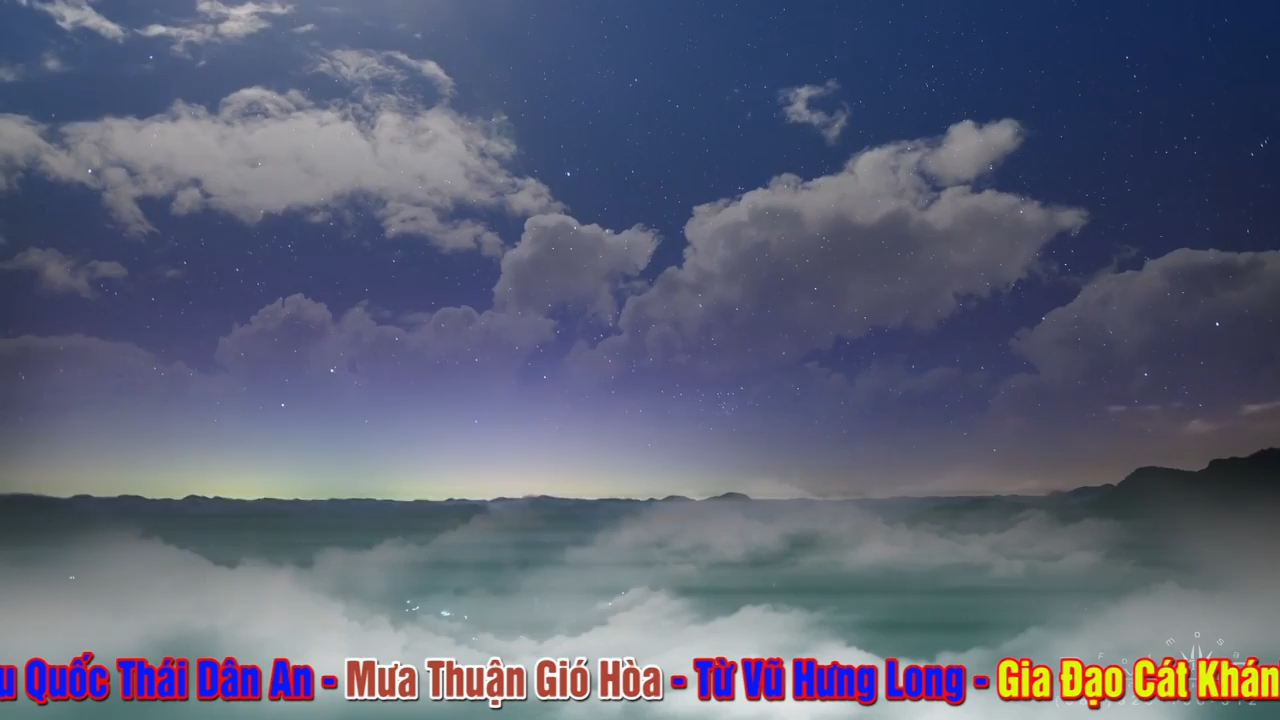 Quốc Thái Dân An - Mưa Thuận Gió Hòa - Từ Vũ Hưng Long - Gia Đạo Cát Khán